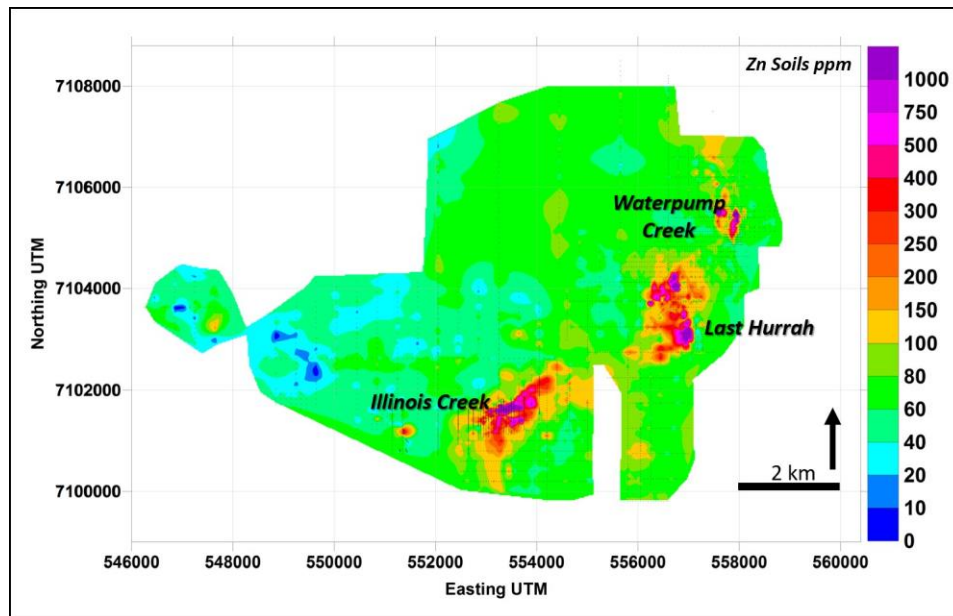 Zn Soils ppm
7108000
7106000
7104000
7102000
7100000
Northing UTM
546000 548000 550000 552000 554000 556000 558000 560000
Easting UTM
Waterpump
Creek
Last Hurrah
Illinois Creek
2 km
1000
750
500
400
300
250
200
150
100
80
60
40
20
10
0